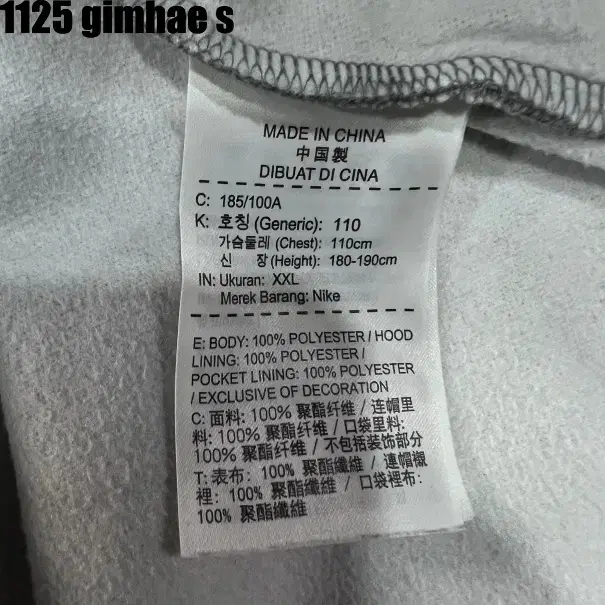 1125 gimhae s
MADE IN CHINA
中国製
DIBUAT DI CINA
C: 185/100A
K: 호칭 (Generic): 110
가슴둘레 (Chest): 110cm
신 장 (Height): 180-190cm
IN: Ukuran: XXL
Merek Barang: Nike
E: BODY: 100% POLYESTER / HOOD
LINING: 100% POLYESTER /
POCKET LINING: 100% POLYESTER
/ EXCLUSIVE OF DECORATION
C: 面料: 100% 聚酯纤维 / 连帽里
料: 100% 聚酯纤维 / 口袋里料:
100% 聚酯纤维 / 不包括装饰部分
T: 表布: 100% 聚酯纖維 / 連帽襯
裡: 100% 聚酯纖維 / 口袋裡布:
100% 聚酯纖維